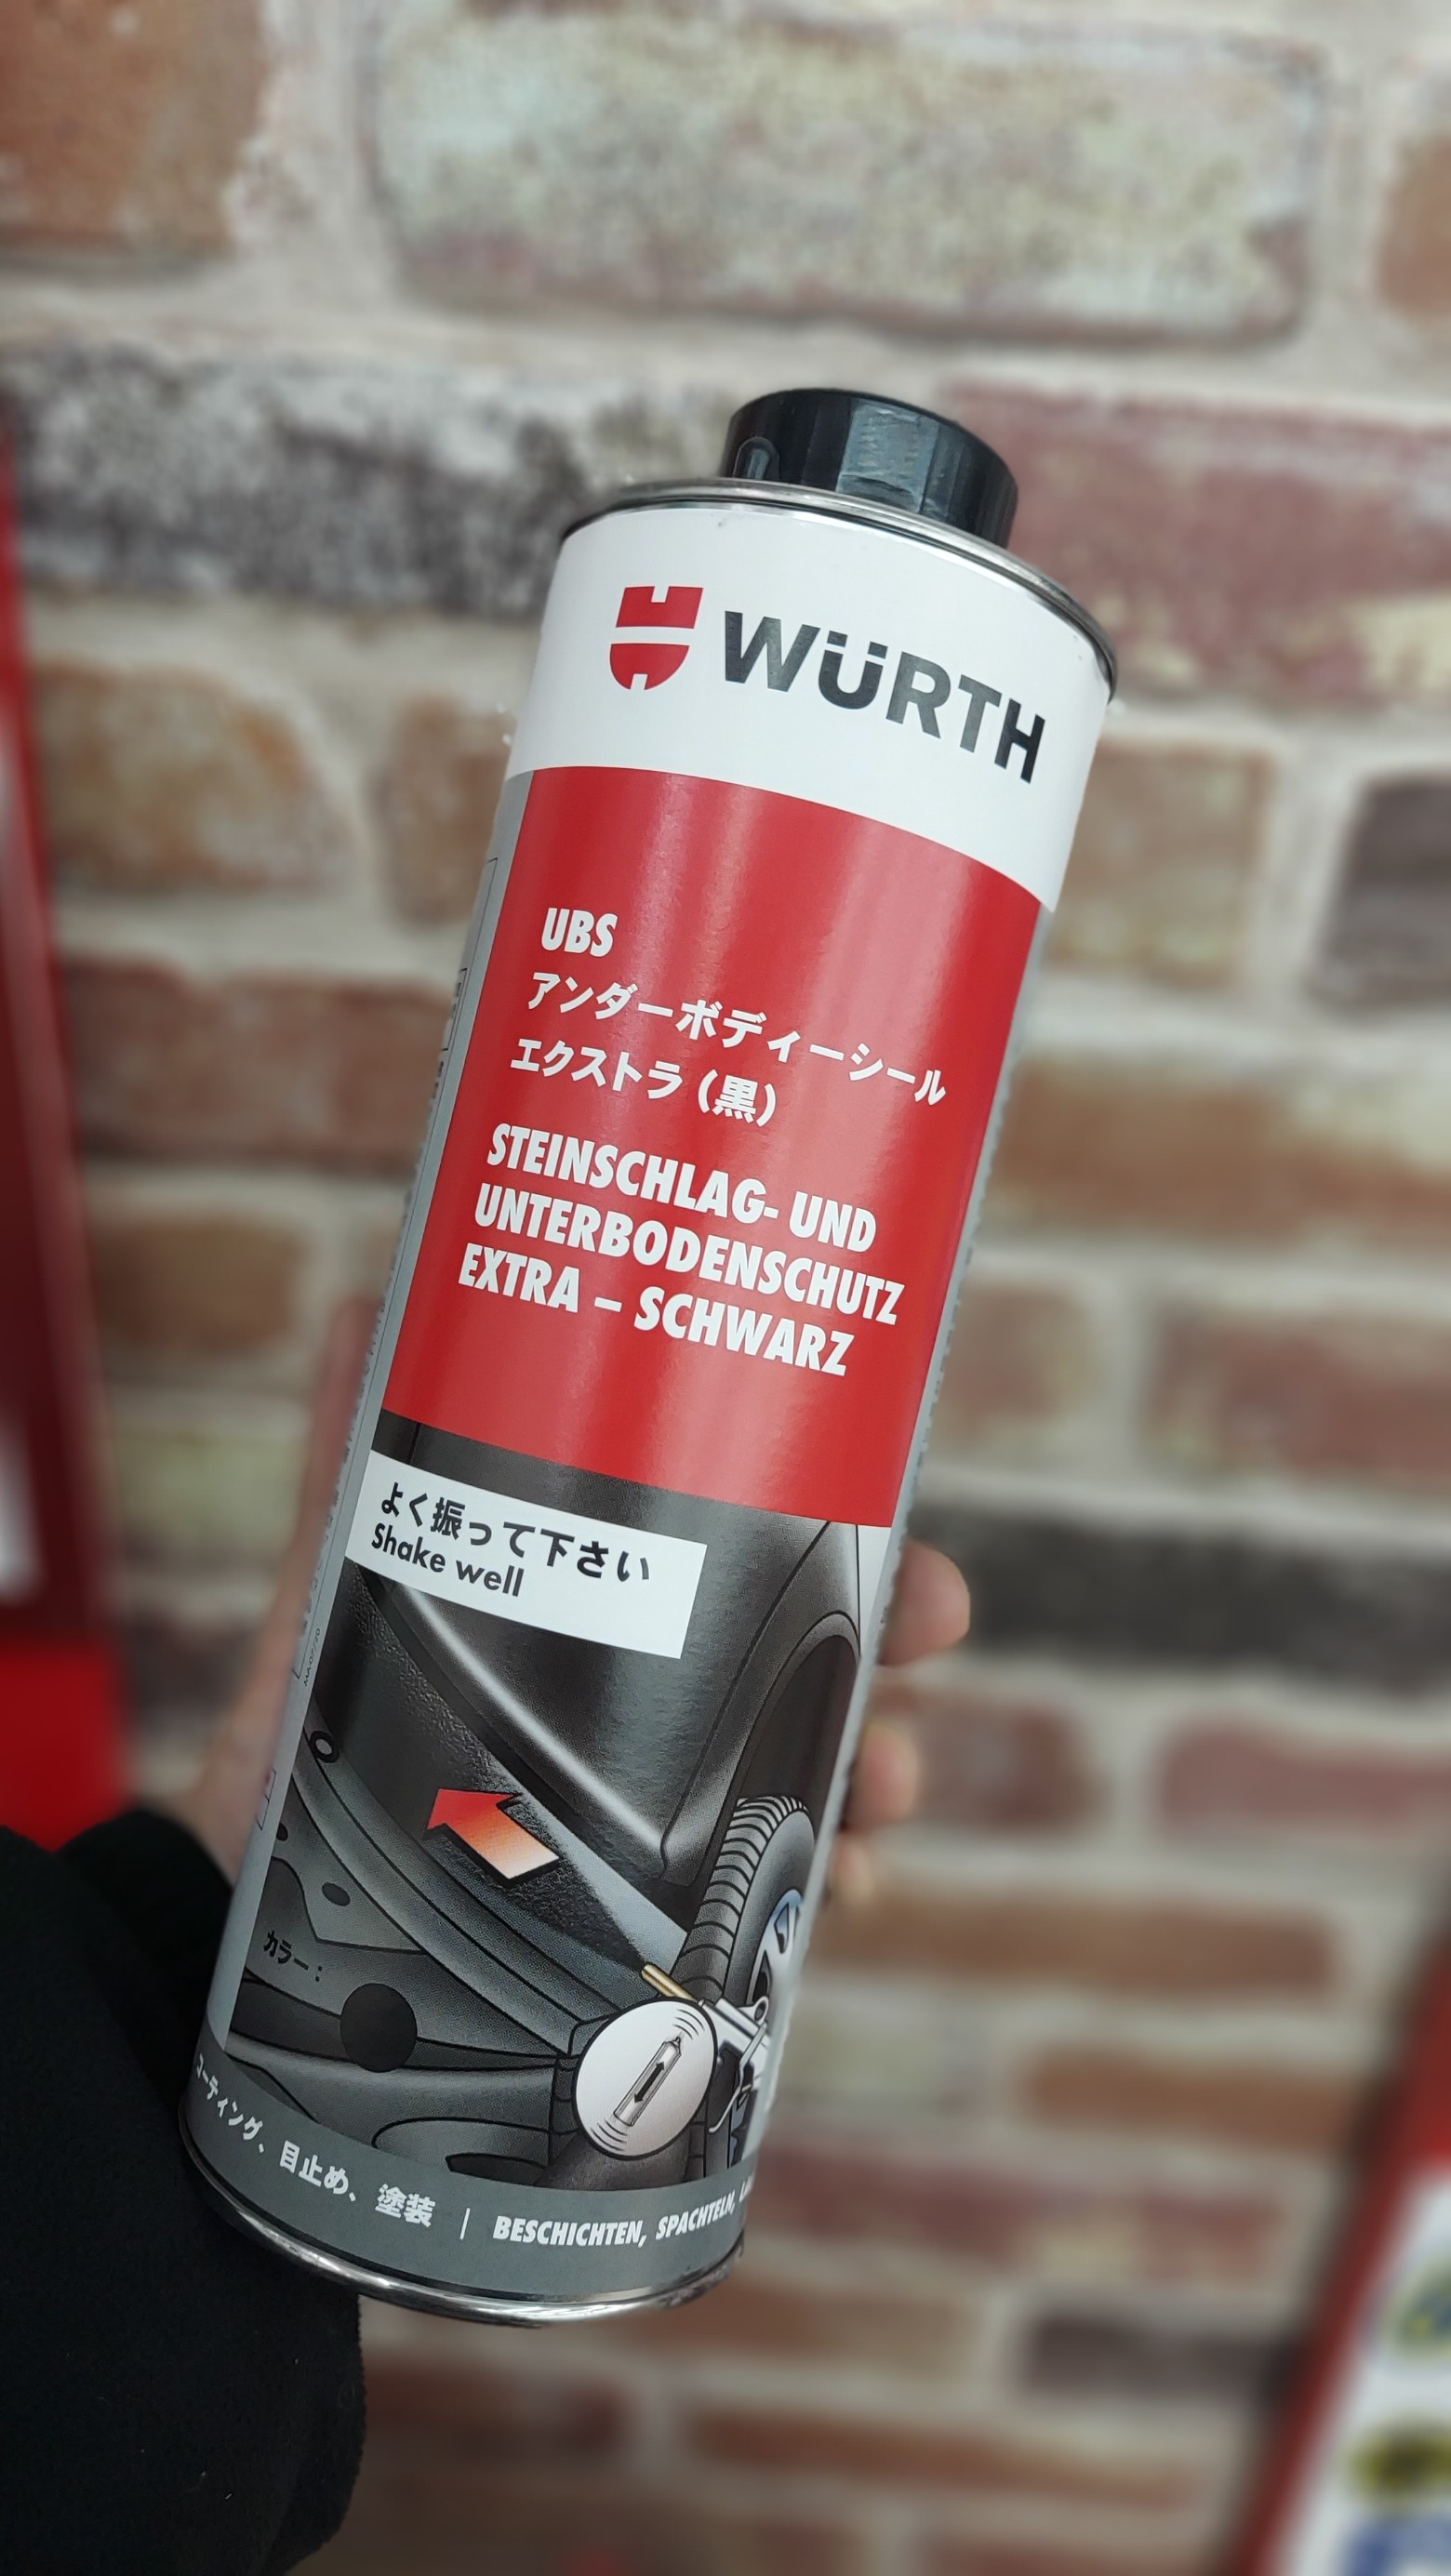 WÜRTH
UBS
アンダーボディーシール
エクストラ（黒）
STEINSCHLAG- UND
UNTERBODENSCHUTZ
EXTRA – SCHWARZ
よく振って下さい
Shake well
カラー：
コーティング、目止め、塗装 | BESCHICHTEN, SPACHTELN,